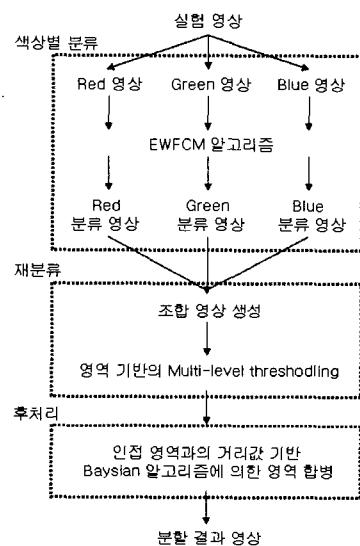 실험 영상
색상별 분류
Red 영상 Green 영상 Blue 영상
EWFCM 알고리즘
Red Green Blue
분류 영상 분류 영상 분류 영상
재분류
조합 영상 생성
영역 기반의 Multi-level threshodling
후처리
인접 영역과의 거리값 기반
Baysian 알고리즘에 의한 영역 합병
분할 결과 영상